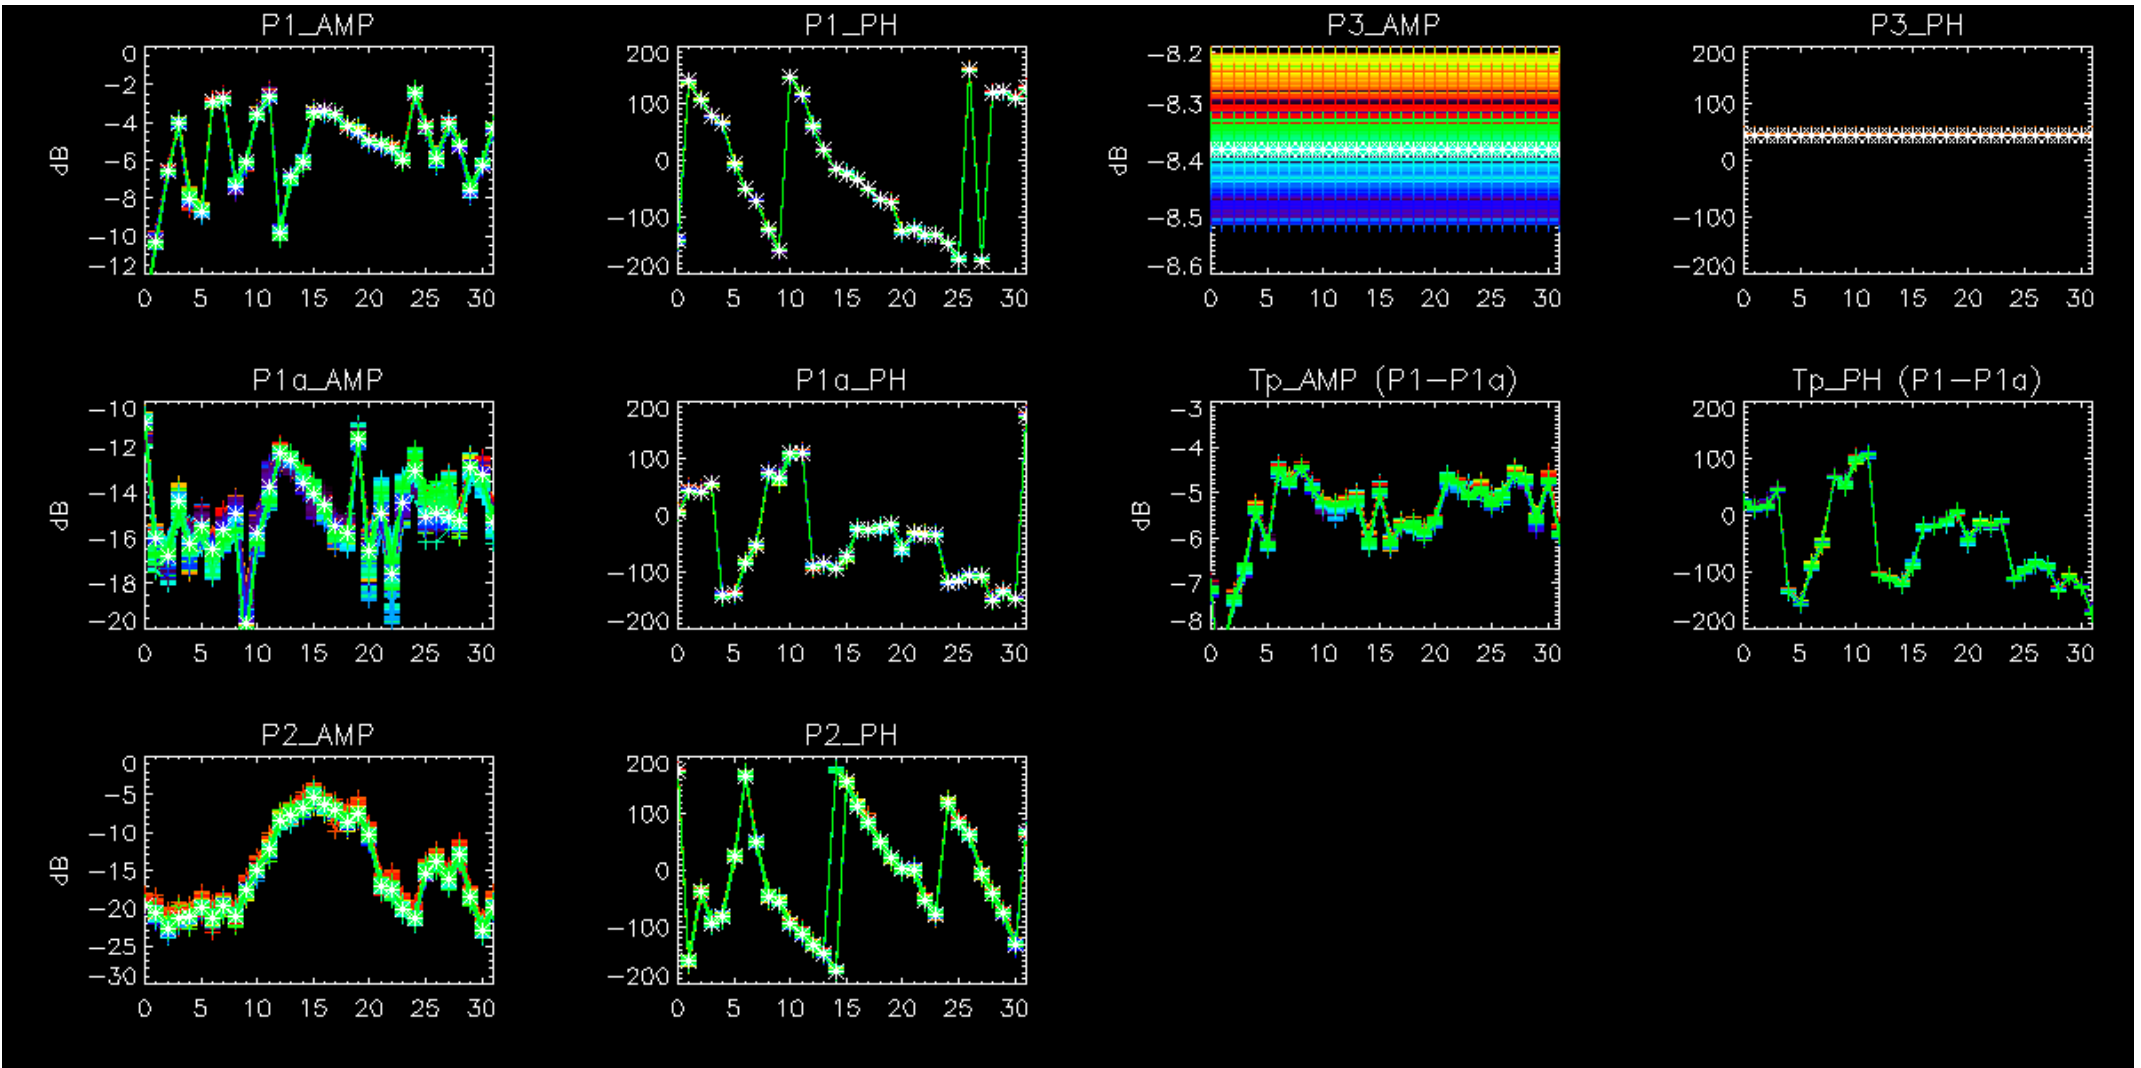 P1_AMP
dB
0
−2
−4
−6
−8
−10
−12
0 5 10 15 20 25 30
P1_PH
200
100
0
−100
−200
0 5 10 15 20 25 30
P3_AMP
dB
−8.2
−8.3
−8.4
−8.5
−8.6
0 5 10 15 20 25 30
P3_PH
200
100
0
−100
−200
0 5 10 15 20 25 30
P1a_AMP
dB
−10
−12
−14
−16
−18
−20
0 5 10 15 20 25 30
P1a_PH
200
100
0
−100
−200
0 5 10 15 20 25 30
Tp_AMP (P1−P1a)
dB
−3
−4
−5
−6
−7
−8
0 5 10 15 20 25 30
Tp_PH (P1−P1a)
200
100
0
−100
−200
0 5 10 15 20 25 30
P2_AMP
dB
0
−5
−10
−15
−20
−25
−30
0 5 10 15 20 25 30
P2_PH
200
100
0
−100
−200
0 5 10 15 20 25 30